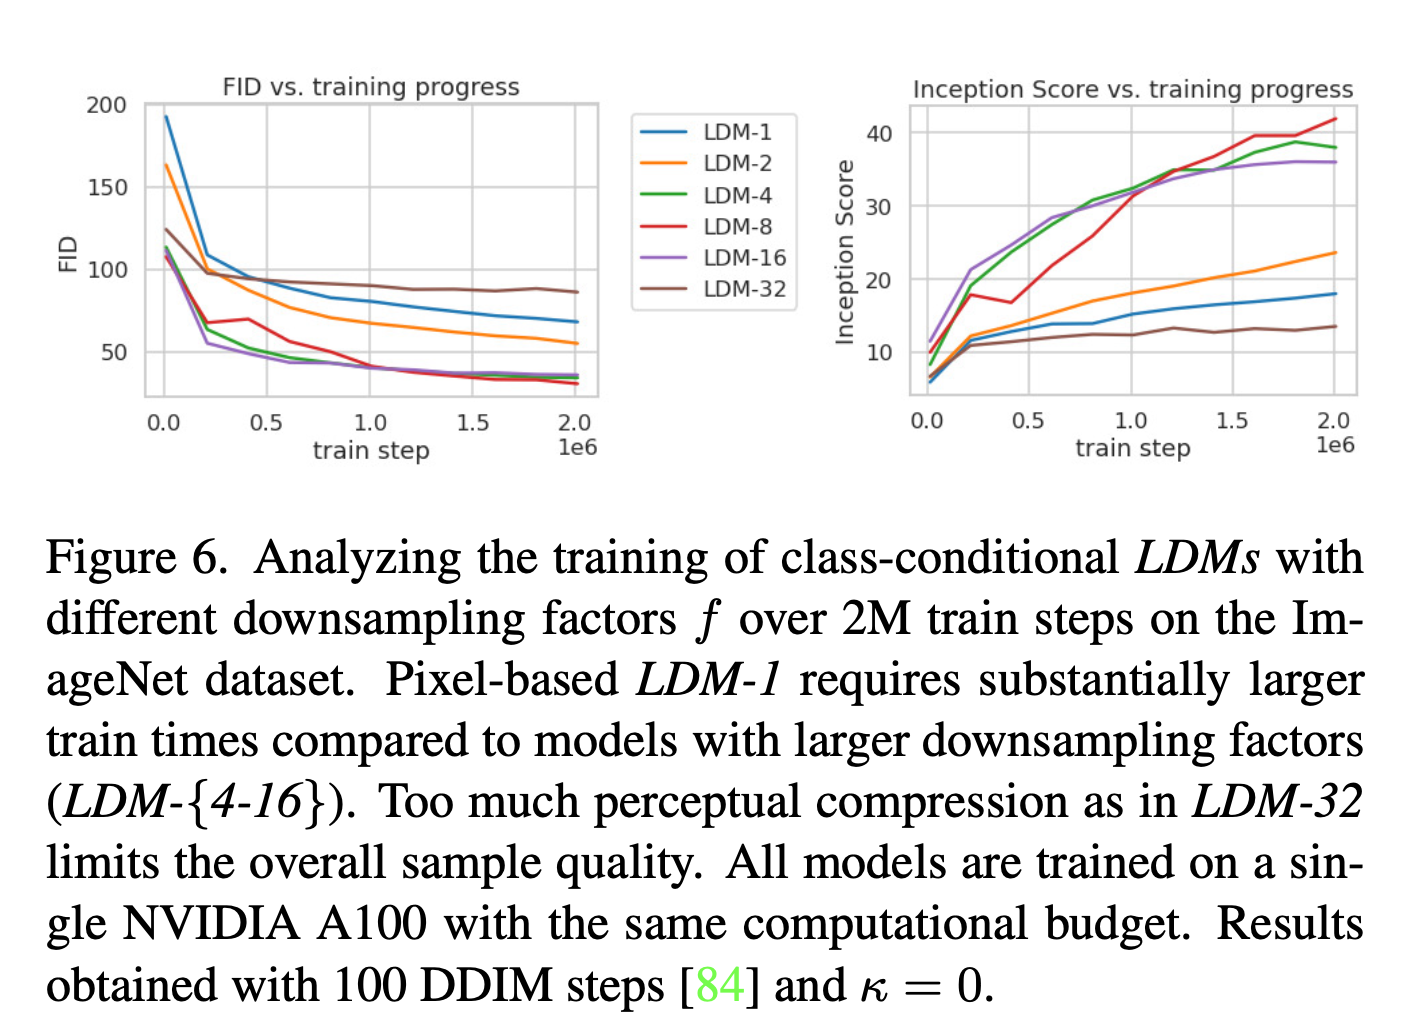 FID vs. training progress
200
150
100
50
FID
0.0 0.5 1.0 1.5 2.0
1e6
train step
LDM-1
LDM-2
LDM-4
LDM-8
LDM-16
LDM-32
Inception Score vs. training progress
40
30
20
10
Inception Score
0.0 0.5 1.0 1.5 2.0
1e6
train step
Figure 6. Analyzing the training of class-conditional LDMs with
different downsampling factors f over 2M train steps on the Im-
ageNet dataset. Pixel-based LDM-1 requires substantially larger
train times compared to models with larger downsampling factors
(LDM-{4-16}). Too much perceptual compression as in LDM-32
limits the overall sample quality. All models are trained on a sin-
gle NVIDIA A100 with the same computational budget. Results
obtained with 100 DDIM steps [84] and κ = 0.